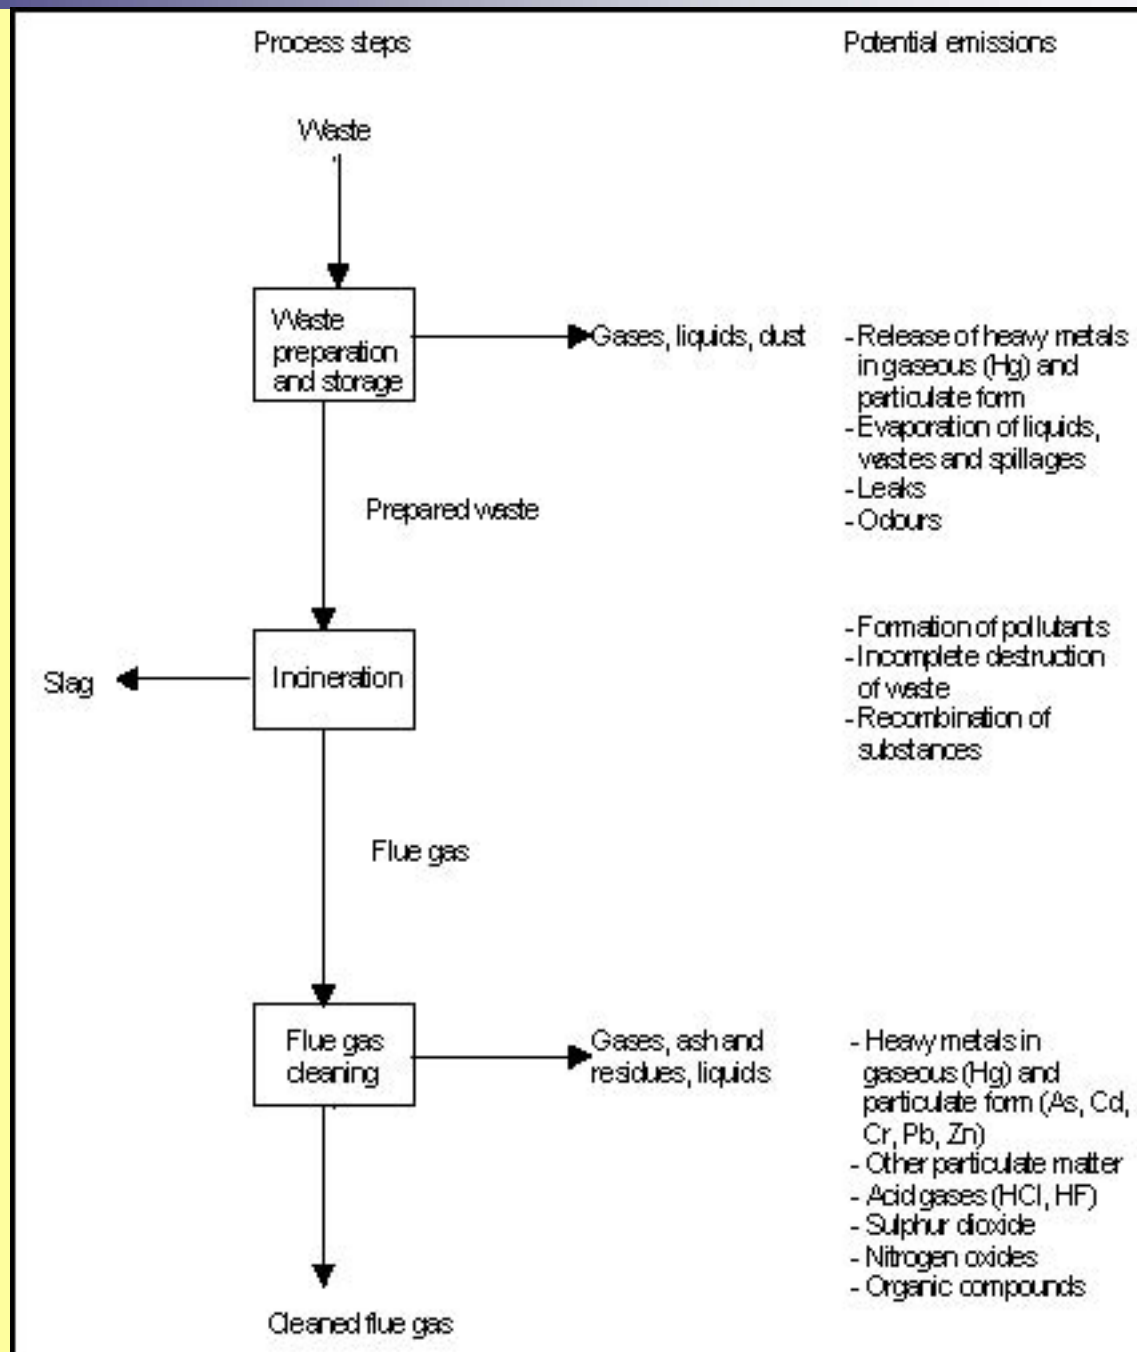 Process steps
Potential emissions
Waste
Waste
preparation
and storage
Gases, liquids, dust
- Release of heavy metals
in gaseous (Hg) and
particulate form
- Evaporation of liquids,
wastes and spillages
- Leaks
- Odours
Prepared waste
Slag
Incineration
- Formation of pollutants
- Incomplete destruction
of waste
- Recombination of
substances
Flue gas
Flue gas
cleaning
Gases, ash and
residues, liquids
- Heavy metals in
gaseous (Hg) and
particulate form (As, Cd,
Cr, Pb, Zn)
- Other particulate matter
- Acid gases (HCl, HF)
- Sulphur dioxide
- Nitrogen oxides
- Organic compounds
Cleaned flue gas